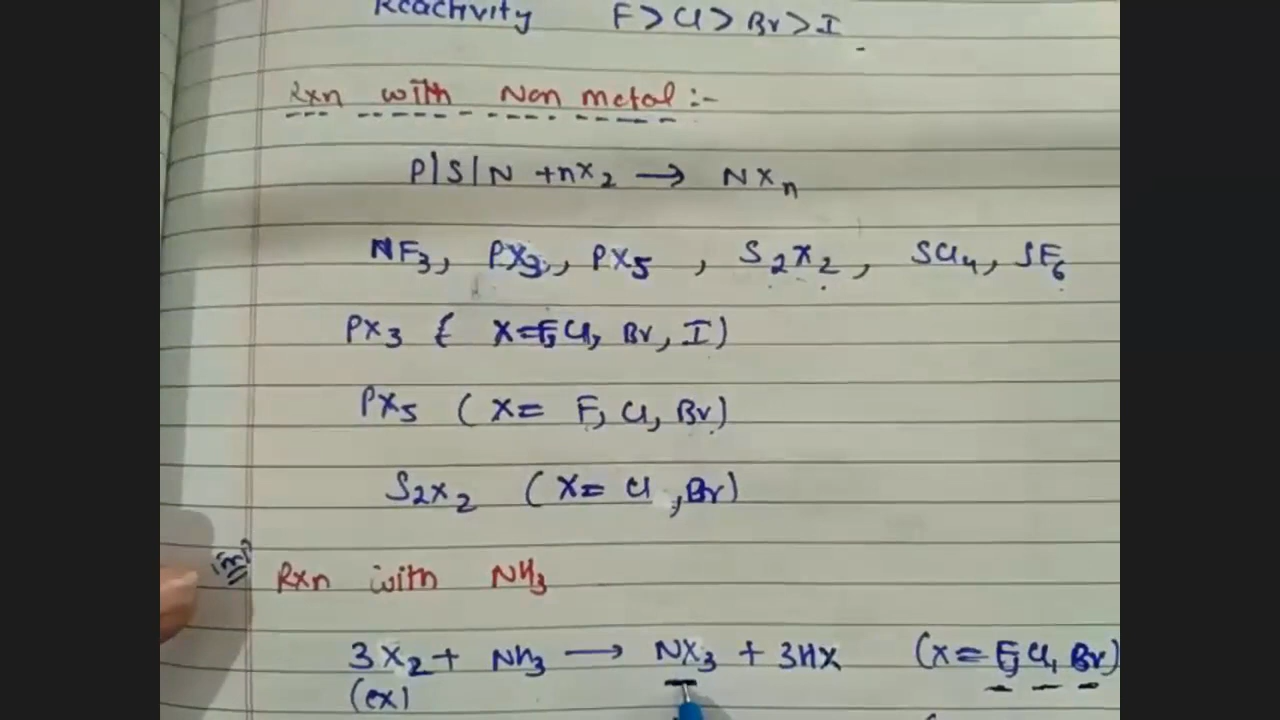 Reactivity F > Cl > Br > I
Rxn with Non metal :-
P|S|N + nX₂ → NXₙ
NF₃, PX₃, PX₅, S₂X₂, SCl₄, SF₆
PX₃ ( X=F, Cl, Br, I)
PX₅ ( X= F, Cl, Br)
S₂X₂ ( X= Cl, Br)
imp Rxn with NH₃
3X₂ + NH₃ → NX₃ + 3HX (X= F, Cl, Br)
(ex)